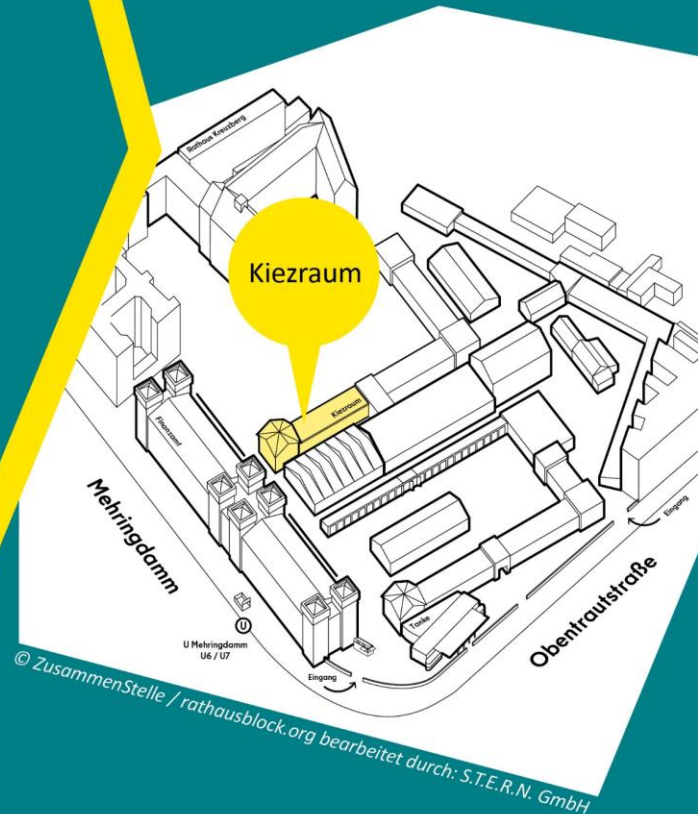 Rathaus Kreuzberg
Kiezraum
Kiezraum
Finanzamt
Mehringdamm
U
U Mehringdamm
U6 / U7
Eingang
Tanke
Obentrautstraße
Eingang
© ZusammenStelle / rathausblock.org bearbeitet durch: S.T.E.R.N. GmbH